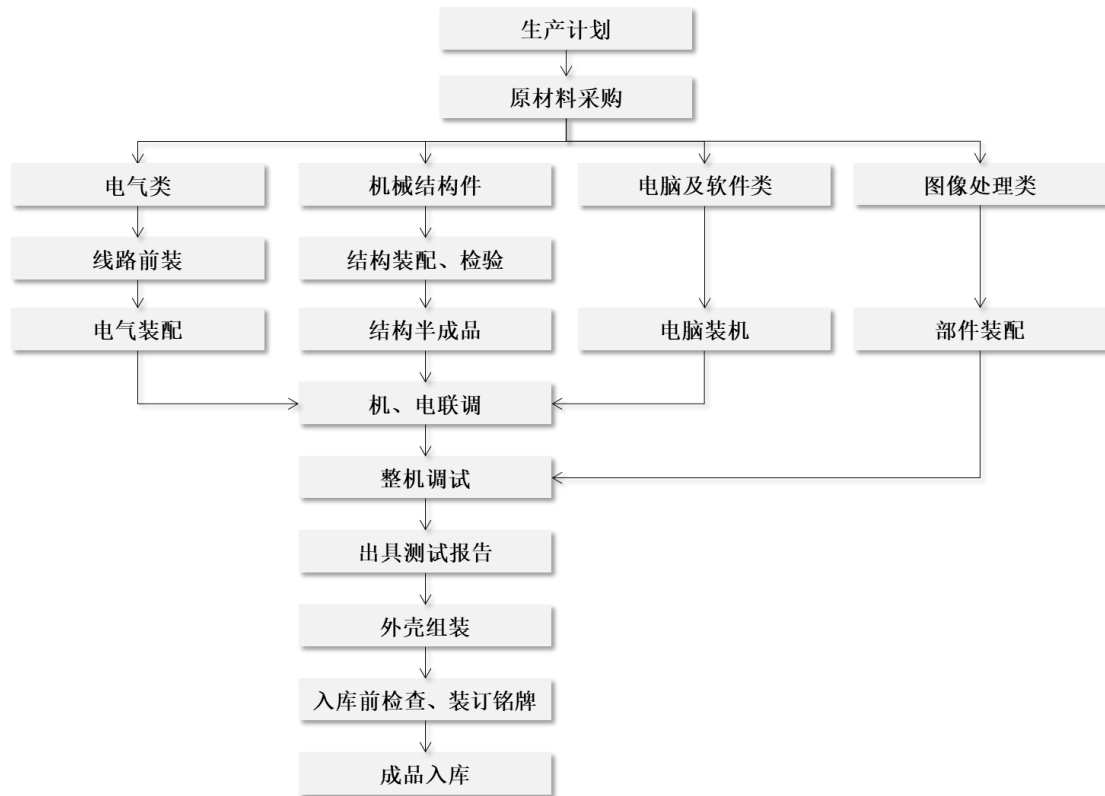 生产计划
原材料采购
电气类
机械结构件
电脑及软件类
图像处理类
线路前装
结构装配、检验
电气装配
结构半成品
电脑装机
部件装配
机、电联调
整机调试
出具测试报告
外壳组装
入库前检查、装订铭牌
成品入库